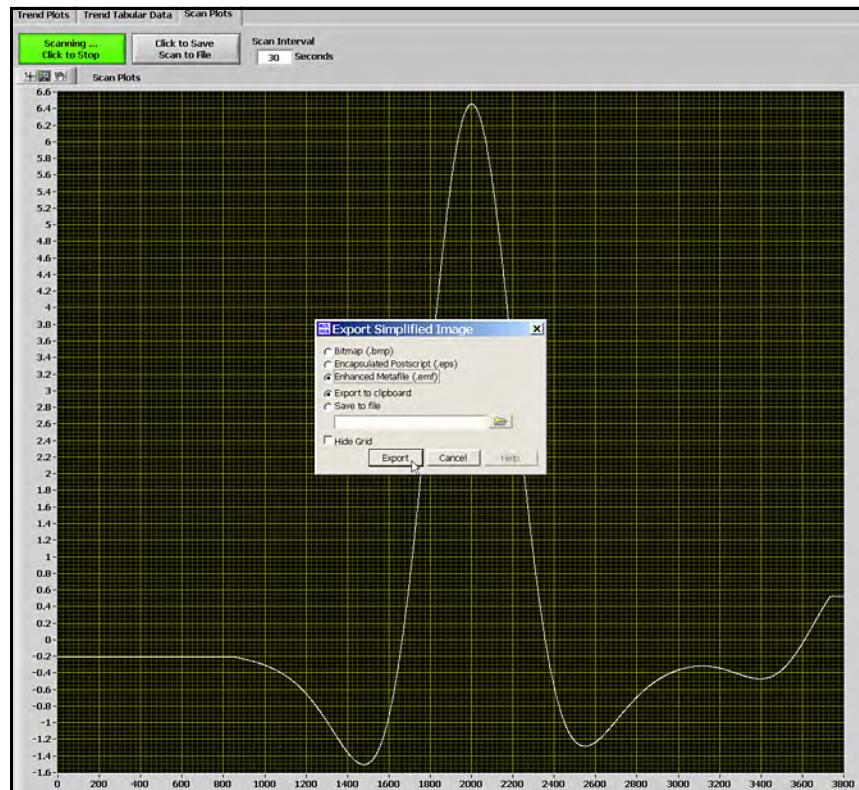 Trend Plots Trend Tabular Data Scan Plots
Scanning ...
Click to Stop
Click to Save
Scan to File
Scan Interval
30 Seconds
Scan Plots
6.6
6.4
6.2
6
5.8
5.6
5.4
5.2
5
4.8
4.6
4.4
4.2
4
3.8
3.6
3.4
3.2
3
2.8
2.6
2.4
2.2
2
1.8
1.6
1.4
1.2
1
0.8
0.6
0.4
0.2
0
-0.2
-0.4
-0.6
-0.8
-1
-1.2
-1.4
-1.6
Export Simplified Image
Bitmap (.bmp)
Encapsulated Postscript (.eps)
Enhanced Metafile (.emf)
Export to clipboard
Save to file
Hide Grid
Export Cancel Help
0 200 400 600 800 1000 1200 1400 1600 1800 2000 2200 2400 2600 2800 3000 3200 3400 3600 3800